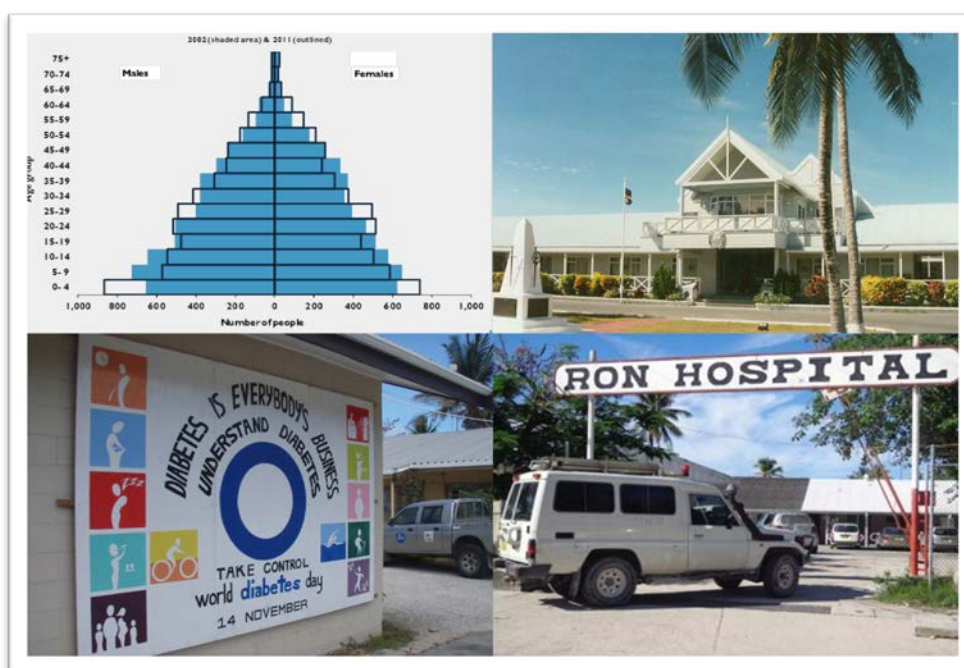 2002 (shaded area) & 2011 (outlined)
Males
Females
Age group
75+
70-74
65-69
60-64
55-59
50-54
45-49
40-44
35-39
30-34
25-29
20-24
15-19
10-14
5- 9
0- 4
1,000 800 600 400 200 0 200 400 600 800 1,000
Number of people
DIABETES IS EVERYBODY'S BUSINESS
UNDERSTAND DIABETES
zzz
TAKE CONTROL
world diabetes day
14 NOVEMBER
RON HOSPITAL